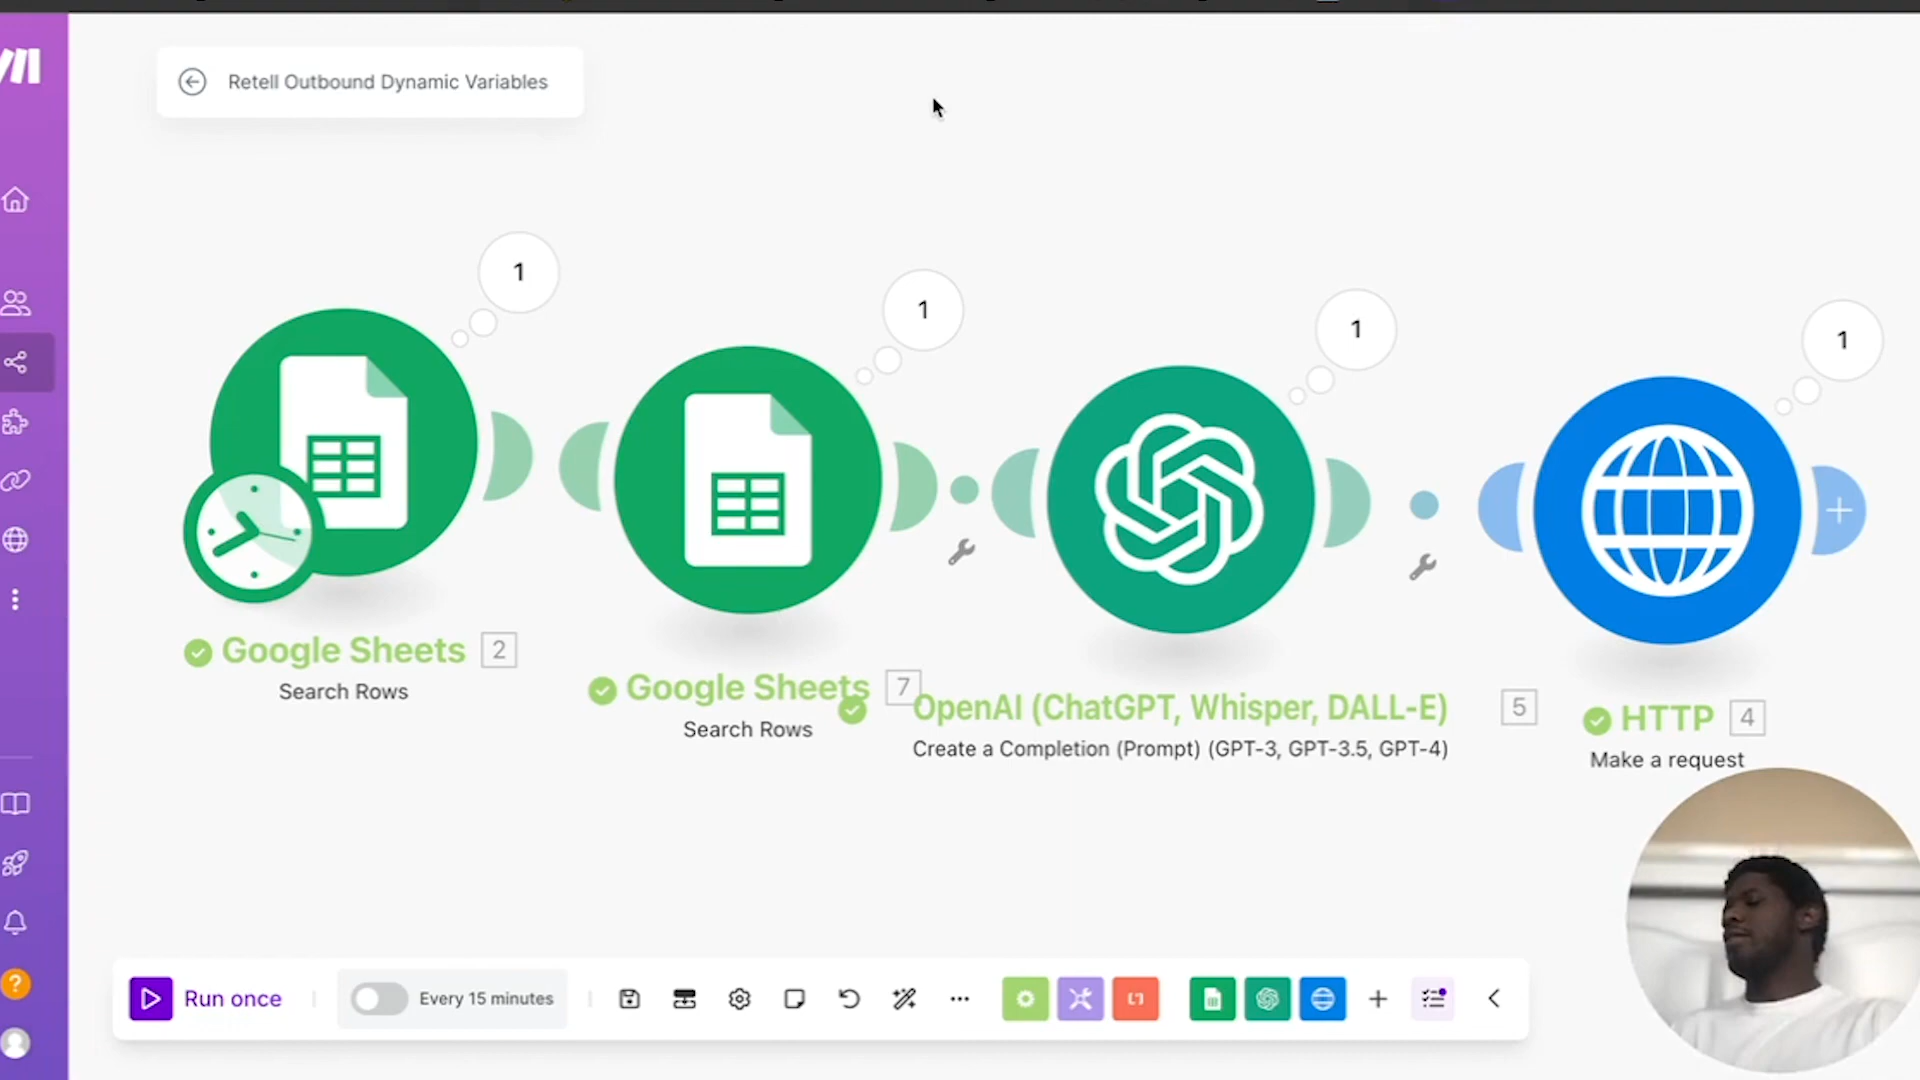 Retell Outbound Dynamic Variables
1
1
1
1
Google Sheets 2
Search Rows
Google Sheets 7
Search Rows
OpenAI (ChatGPT, Whisper, DALL-E) 5
Create a Completion (Prompt) (GPT-3, GPT-3.5, GPT-4)
HTTP 4
Make a request
?
Run once
Every 15 minutes